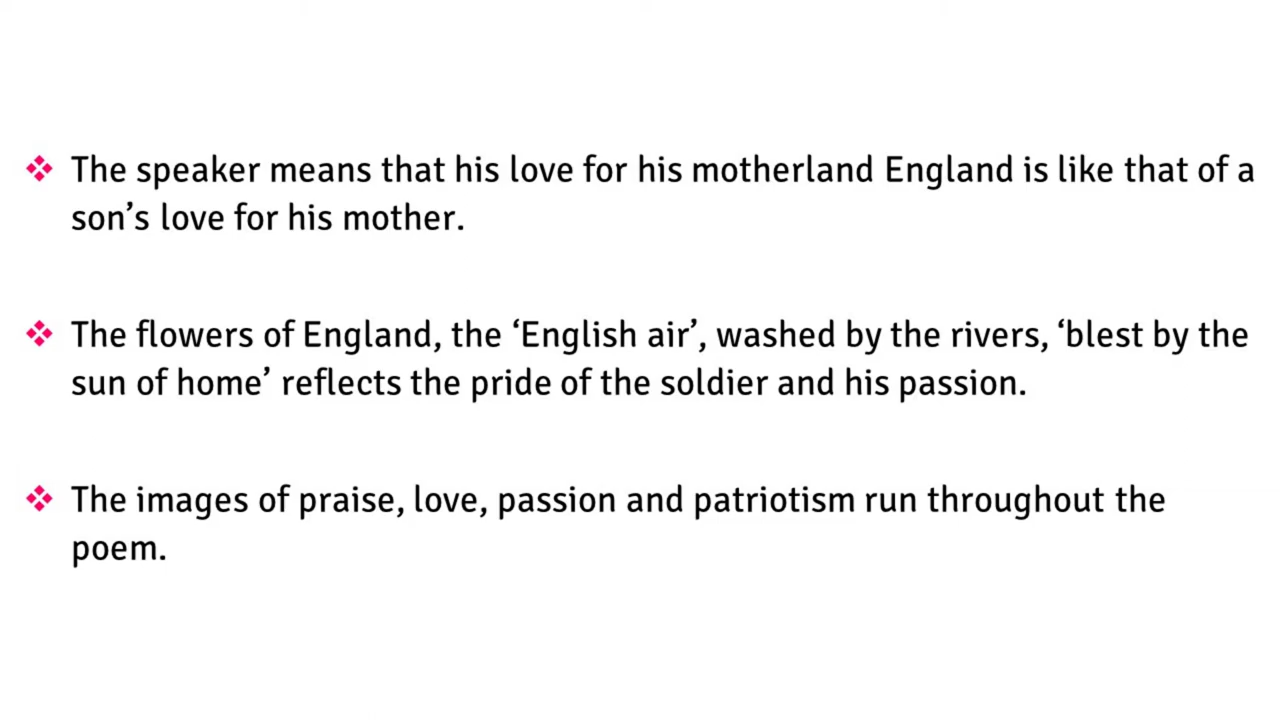 ❖ The speaker means that his love for his motherland England is like that of a
son’s love for his mother.
❖ The flowers of England, the ‘English air’, washed by the rivers, ‘blest by the
sun of home’ reflects the pride of the soldier and his passion.
❖ The images of praise, love, passion and patriotism run throughout the
poem.